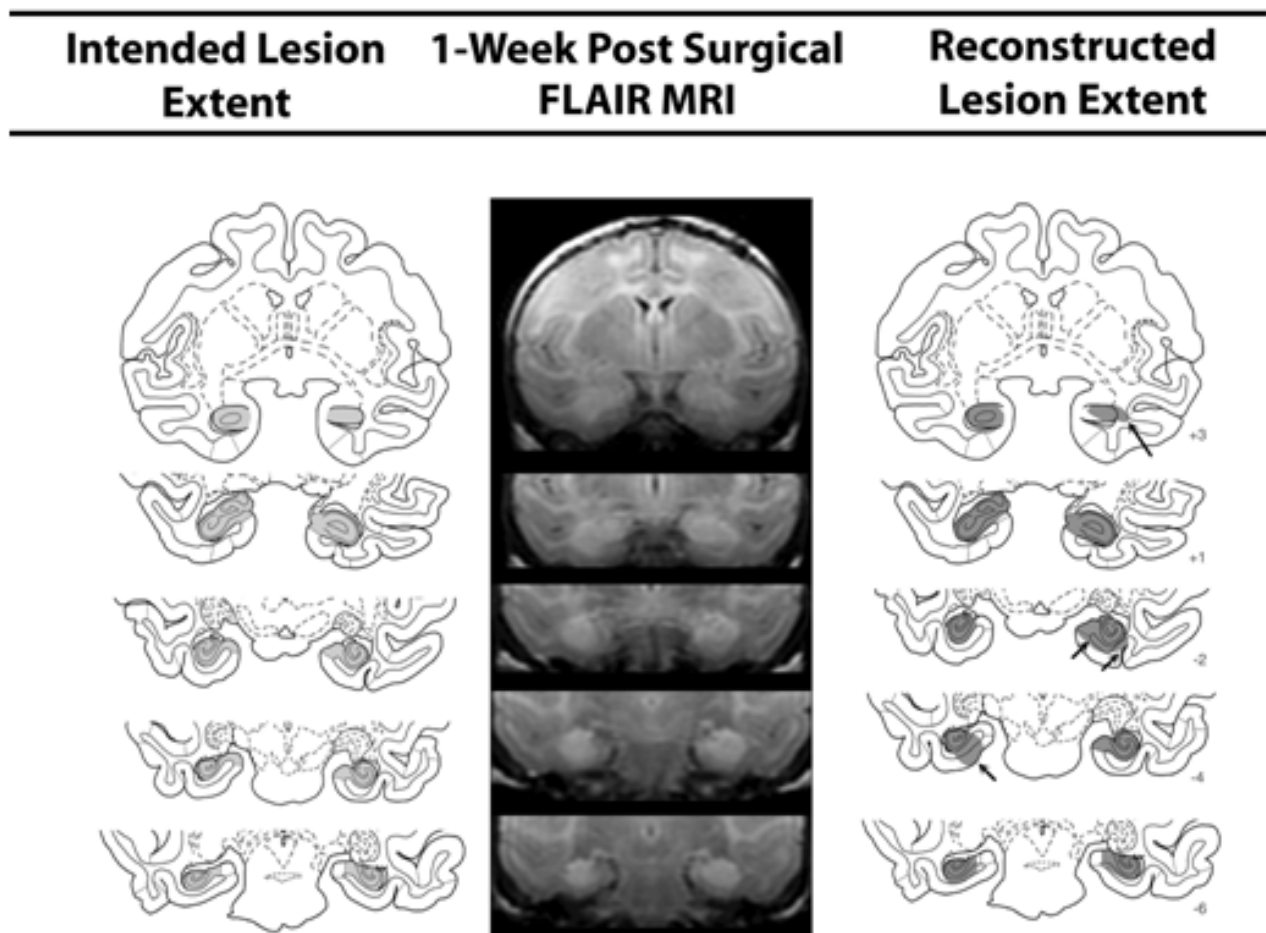 Intended Lesion
Extent
1-Week Post Surgical
FLAIR MRI
Reconstructed
Lesion Extent
+3
+1
-2
-4
-6